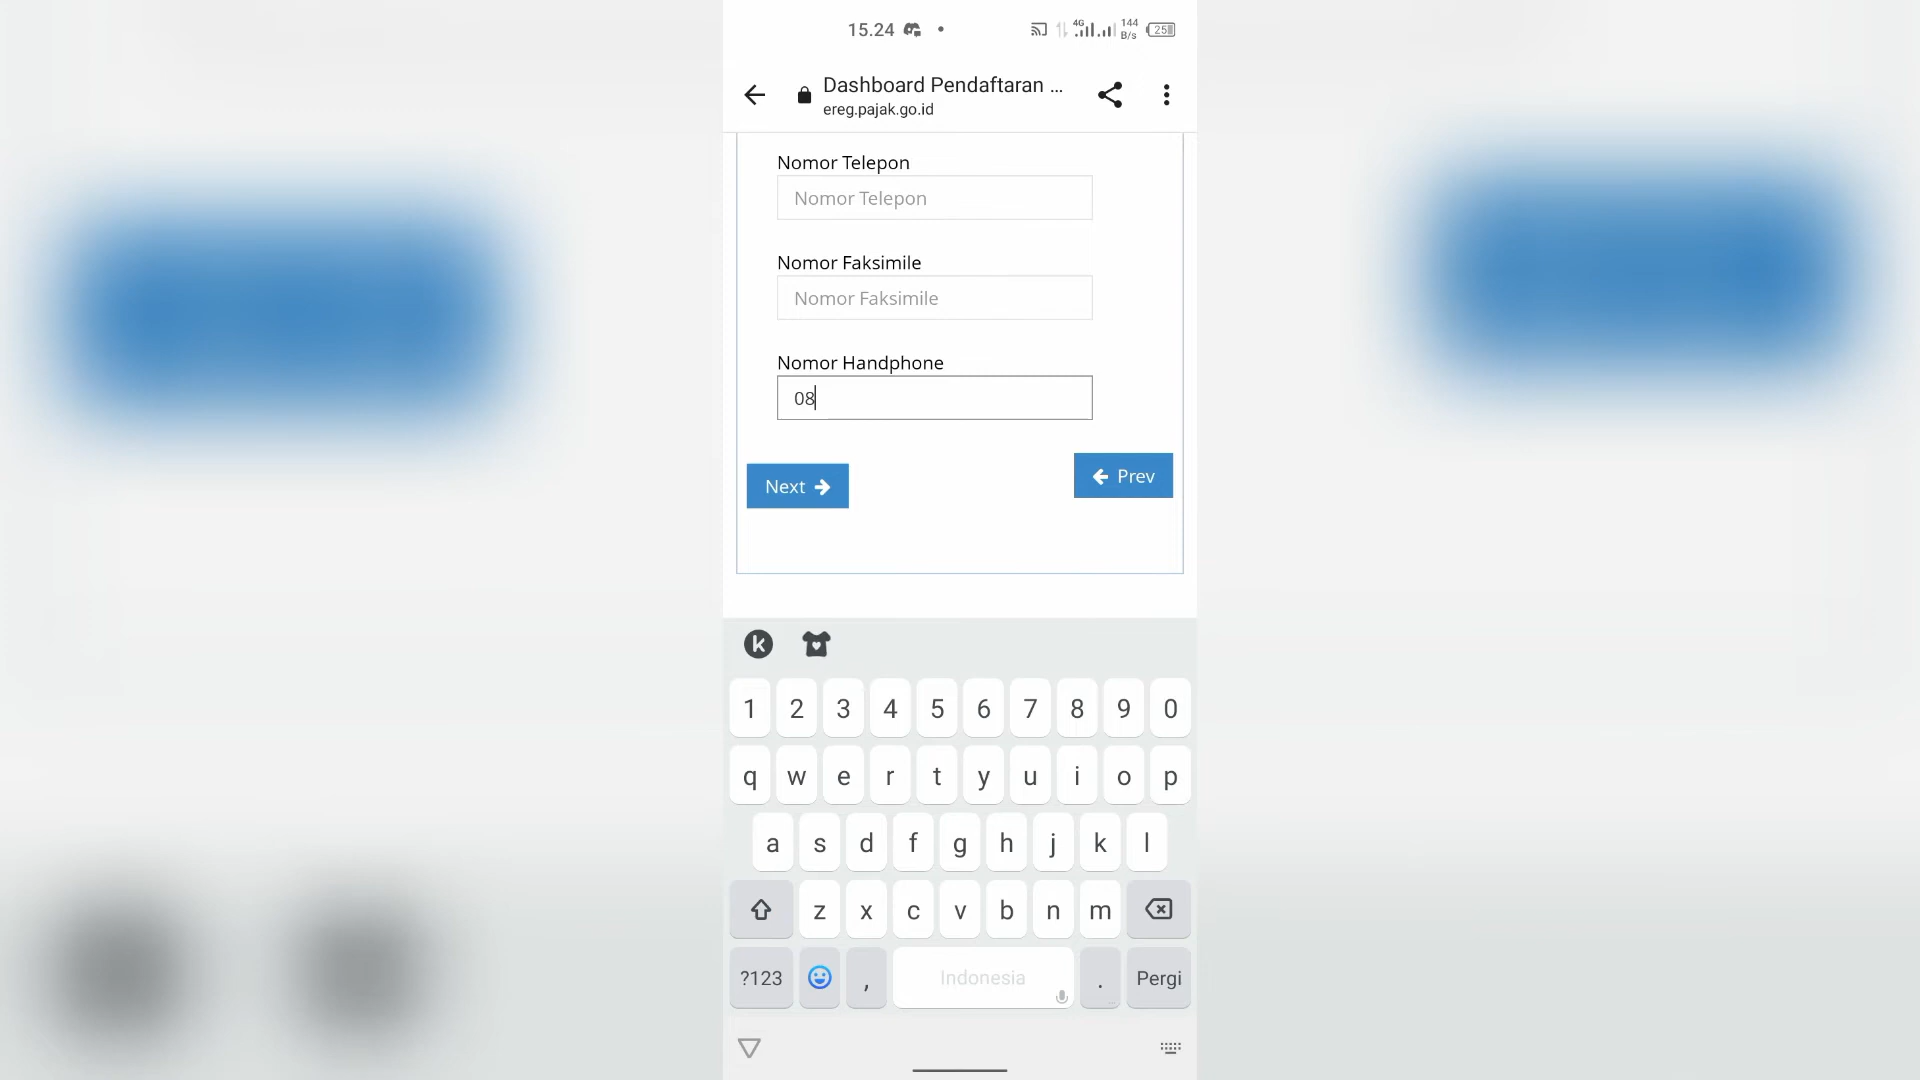 15.24
4G
144
B/s
25
Dashboard Pendaftaran ...
ereg.pajak.go.id
Nomor Telepon
Nomor Telepon
Nomor Faksimile
Nomor Faksimile
Nomor Handphone
08
Next
Prev
k
1 2 3 4 5 6 7 8 9 0
q w e r t y u i o p
a s d f g h j k l
z x c v b n m
?123 , Indonesia . Pergi